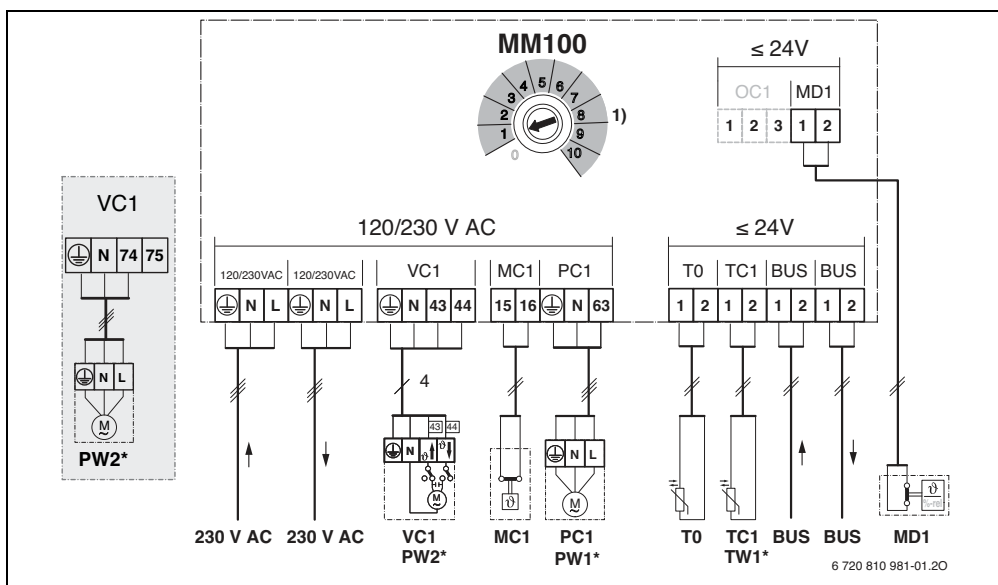 MM100
0 1 2 3 4 5 6 7 8 9 10
1)
≤ 24V
OC1 MD1
1 2 3 1 2
VC1
N 74 75
N L
M
~
PW2*
120/230 V AC
≤ 24V
120/230VAC 120/230VAC VC1 MC1 PC1 T0 TC1 BUS BUS
N L N L N 43 44 15 16 N 63 1 2 1 2 1 2 1 2
4
43 44
N ϑ ϑ
M
~
ϑ
N L
M
~
ϑ
%-rel
230 V AC 230 V AC VC1 MC1 PC1 T0 TC1 BUS BUS MD1
PW2* PW1* TW1*
6 720 810 981-01.2O